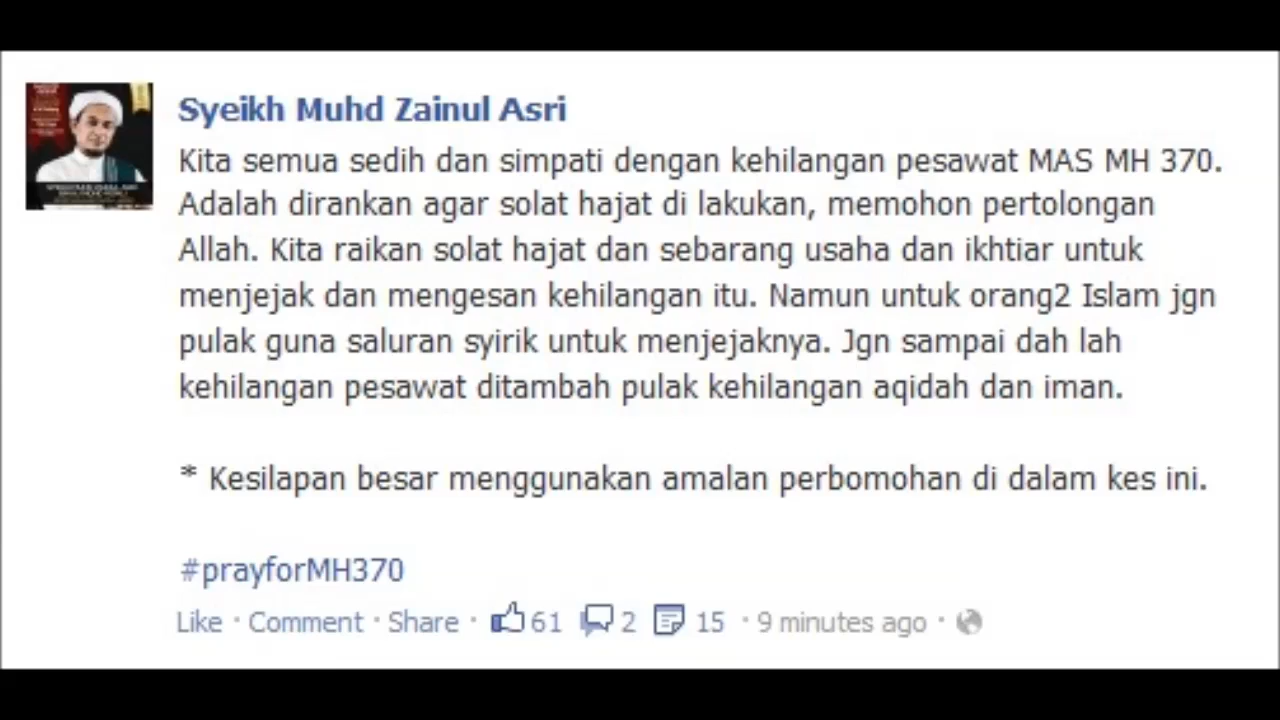 Syeikh Muhd Zainul Asri
Kita semua sedih dan simpati dengan kehilangan pesawat MAS MH 370.
Adalah dirankan agar solat hajat di lakukan, memohon pertolongan
Allah. Kita raikan solat hajat dan sebarang usaha dan ikhtiar untuk
menjejak dan mengesan kehilangan itu. Namun untuk orang2 Islam jgn
pulak guna saluran syirik untuk menjejaknya. Jgn sampai dah lah
kehilangan pesawat ditambah pulak kehilangan aqidah dan iman.
* Kesilapan besar menggunakan amalan perbomohan di dalam kes ini.
#prayforMH370
Like · Comment · Share · 61 2 15 · 9 minutes ago ·